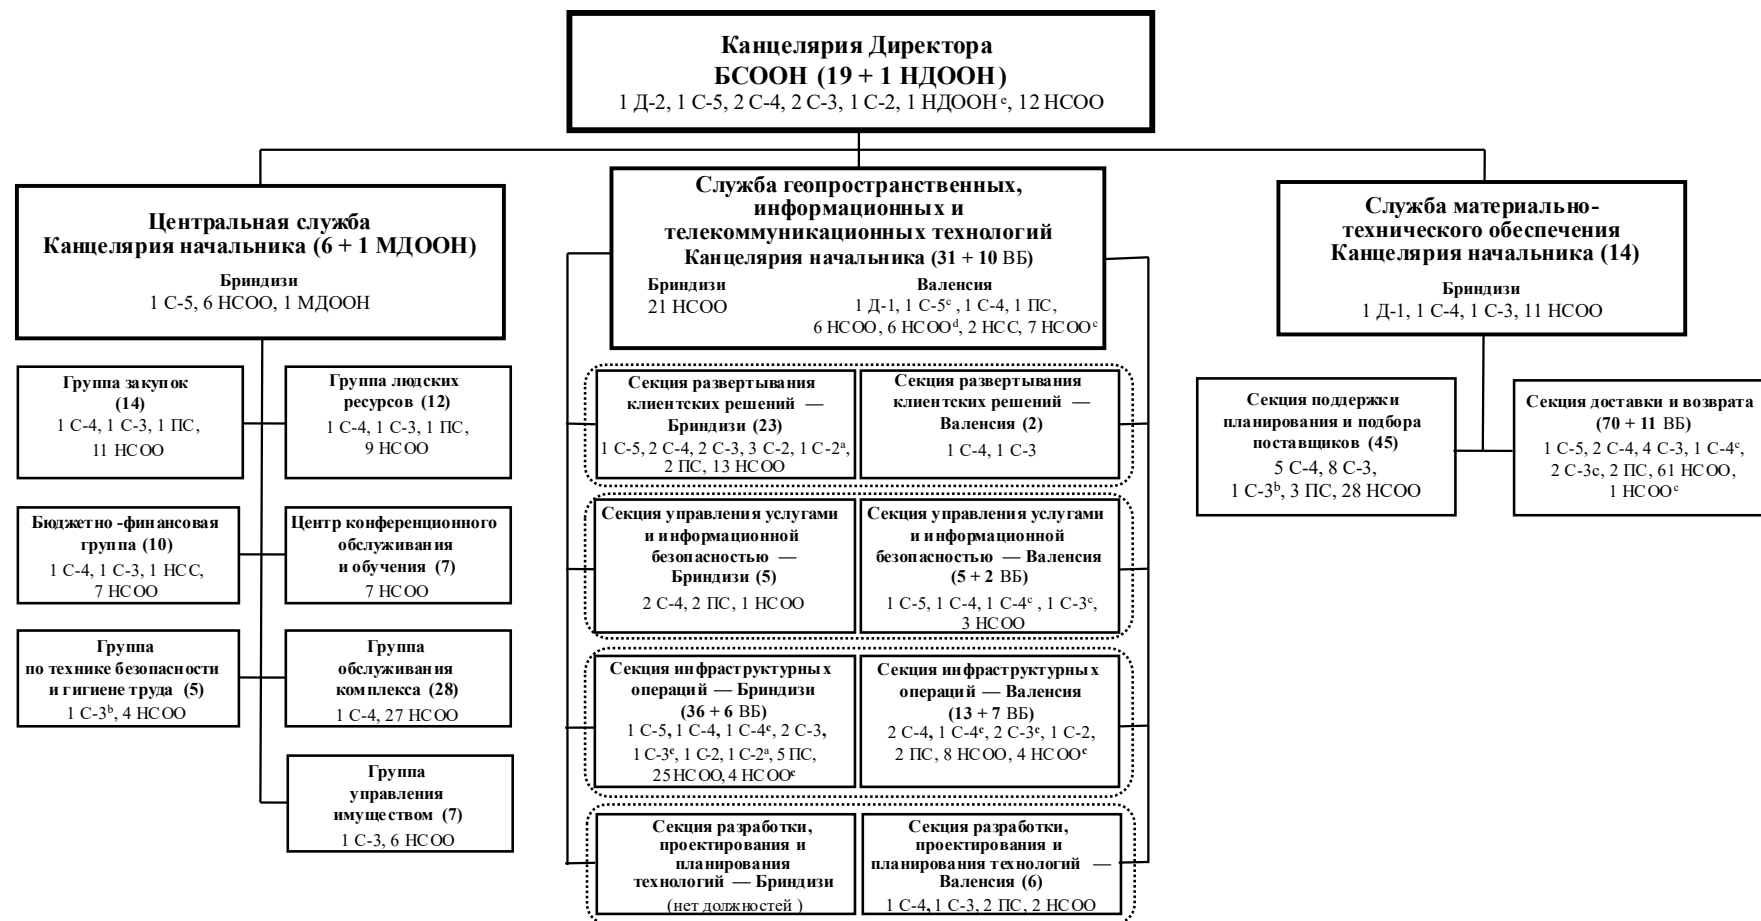 Канцелярия Директора
БСООН (19 + 1 НДООН)
1 Д-2, 1 С-5, 2 С-4, 2 С-3, 1 С-2, 1 НДООН ᵉ, 12 НСОО
Центральная служба
Канцелярия начальника (6 + 1 МДООН)
Бриндизи
1 С-5, 6 НСОО, 1 МДООН
Группа закупок
(14)
1 С-4, 1 С-3, 1 ПС,
11 НСОО
Группа людских
ресурсов (12)
1 С-4, 1 С-3, 1 ПС,
9 НСОО
Бюджетно -финансовая
группа (10)
1 С-4, 1 С-3, 1 НСС,
7 НСОО
Центр конференционного
обслуживания
и обучения (7)
7 НСОО
Группа
по технике безопасности
и гигиене труда (5)
1 С-3ᵇ, 4 НСОО
Группа
обслуживания
комплекса (28)
1 С-4, 27 НСОО
Группа
управления
имуществом (7)
1 С-3, 6 НСОО
Служба геопространственных,
информационных и
телекоммуникационных технологий
Канцелярия начальника (31 + 10 ВБ)
Бриндизи
21 НСОО
Валенсия
1 Д-1, 1 С-5ᶜ , 1 С-4, 1 ПС,
6 НСОО, 6 НСООᵈ, 2 НСС, 7 НСООᶜ
Секция развертывания
клиентских решений —
Бриндизи (23)
1 С-5, 2 С-4, 2 С-3, 3 С-2, 1 С-2ᵃ,
2 ПС, 13 НСОО
Секция развертывания
клиентских решений —
Валенсия (2)
1 С-4, 1 С-3
Секция управления услугами
и информационной
безопасностью —
Бриндизи (5)
2 С-4, 2 ПС, 1 НСОО
Секция управления услугами
и информационной
безопасностью — Валенсия
(5 + 2 ВБ)
1 С-5, 1 С-4, 1 С-4ᶜ , 1 С-3ᶜ,
3 НСОО
Секция инфраструктурных
операций — Бриндизи
(36 + 6 ВБ)
1 С-5, 1 С-4, 1 С-4ᶜ, 2 С-3,
1 С-3ᶜ, 1 С-2, 1 С-2ᵃ, 5 ПС,
25 НСОО, 4 НСООᶜ
Секция инфраструктурных
операций — Валенсия
(13 + 7 ВБ)
2 С-4, 1 С-4ᶜ, 2 С-3ᶜ, 1 С-2,
2 ПС, 8 НСОО, 4 НСООᶜ
Секция разработки,
проектирования и
планирования
технологий — Бриндизи
(нет должностей )
Секция разработки,
проектирования и
планирования технологий —
Валенсия (6)
1 С-4, 1 С-3, 2 ПС, 2 НСОО
Служба материально-
технического обеспечения
Канцелярия начальника (14)
Бриндизи
1 Д-1, 1 С-4, 1 С-3, 11 НСОО
Секция поддержки
планирования и подбора
поставщиков (45)
5 С-4, 8 С-3,
1 С-3ᵇ, 3 ПС, 28 НСОО
Секция доставки и возврата
(70 + 11 ВБ)
1 С-5, 2 С-4, 4 С-3, 1 С-4ᶜ,
2 С-3с, 2 ПС, 61 НСОО,
1 НСООᶜ